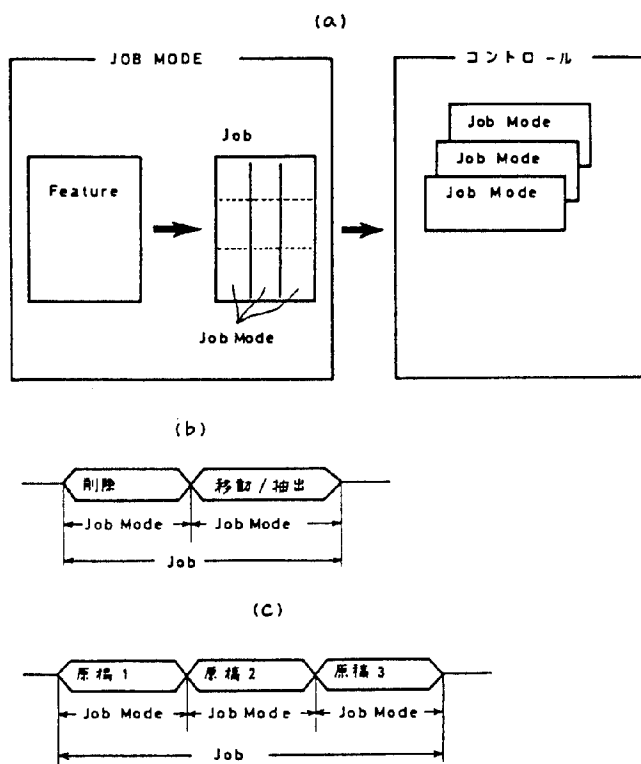 (a)
JOB MODE
コントロール
Job
Feature
Job Mode
Job Mode
Job Mode
Job Mode
(b)
削除
移動/抽出
Job Mode
Job Mode
Job
(c)
原稿1
原稿2
原稿3
Job Mode
Job Mode
Job Mode
Job